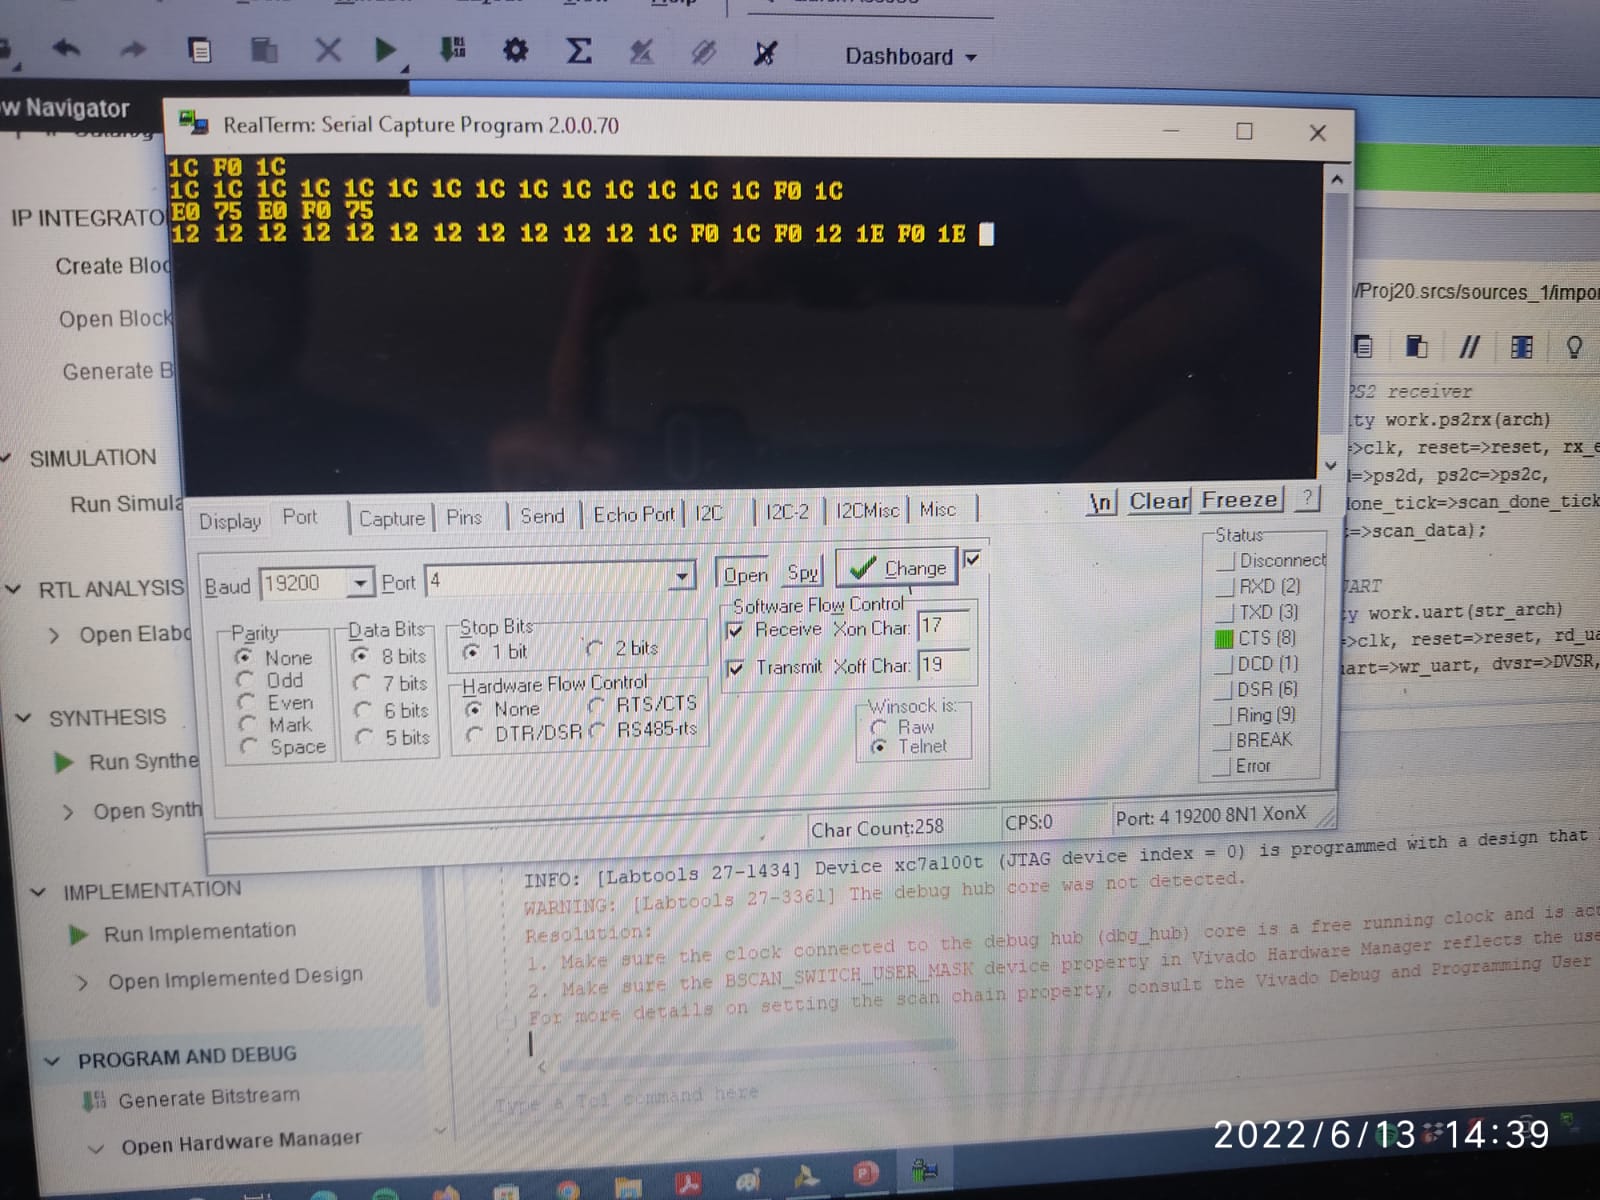 Dashboard
w Navigator
RealTerm: Serial Capture Program 2.0.0.70
1C F0 1C
1C 1C 1C 1C 1C 1C 1C 1C 1C 1C 1C 1C 1C 1C F0 1C
E0 75 E0 F0 75
12 12 12 12 12 12 12 12 12 12 12 1C F0 1C F0 12 1E F0 1E
IP INTEGRATO
Create Bloc
Open Block
Generate B
SIMULATION
Run Simula
RTL ANALYSIS
Open Elabo
SYNTHESIS
Run Synthe
Open Synth
IMPLEMENTATION
Run Implementation
Open Implemented Design
PROGRAM AND DEBUG
Generate Bitstream
Open Hardware Manager
/Proj20.srcs/sources_1/impo
PS2 receiver
ty work.ps2rx(arch)
=>clk, reset=>reset, rx_e
l=>ps2d, ps2c=>ps2c,
lone_tick=>scan_done_tick
=>scan_data);
UART
ty work.uart(str_arch)
=>clk, reset=>reset, rd_ua
uart=>wr_uart, dvsr=>DVSR,
Display Port Capture Pins Send Echo Port I2C I2C-2 I2CMisc Misc \n Clear Freeze ?
Baud 19200 Port 4 Open Spy Change
Parity
None
Odd
Even
Mark
Space
Data Bits
8 bits
7 bits
6 bits
5 bits
Stop Bits
1 bit 2 bits
Hardware Flow Control
None RTS/CTS
DTR/DSR RS485-rts
Software Flow Control
Receive Xon Char: 17
Transmit Xoff Char: 19
Winsock is:
Raw
Telnet
Status
Disconnect
RXD (2)
TXD (3)
CTS (8)
DCD (1)
DSR (6)
Ring (9)
BREAK
Error
Char Count:258 CPS:0 Port: 4 19200 8N1 XonX
INFO: [Labtools 27-1434] Device xc7a100t (JTAG device index = 0) is programmed with a design that
WARNING: [Labtools 27-3361] The debug hub core was not detected.
Resolution:
1. Make sure the clock connected to the debug hub (dbg_hub) core is a free running clock and is act
2. Make sure the BSCAN_SWITCH_USER_MASK device property in Vivado Hardware Manager reflects the use
For more details on setting the scan chain property, consult the Vivado Debug and Programming User
Type a Tcl command here
2022/6/13 14:39